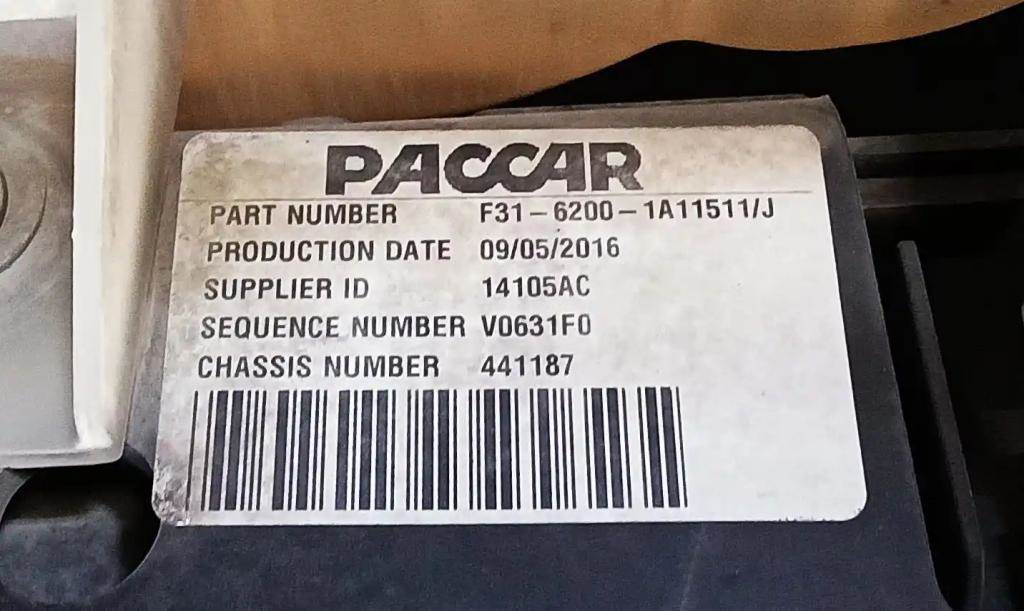 PACCAR
PART NUMBER F31-6200-1A11511/J
PRODUCTION DATE 09/05/2016
SUPPLIER ID 14105AC
SEQUENCE NUMBER V0631F0
CHASSIS NUMBER 441187